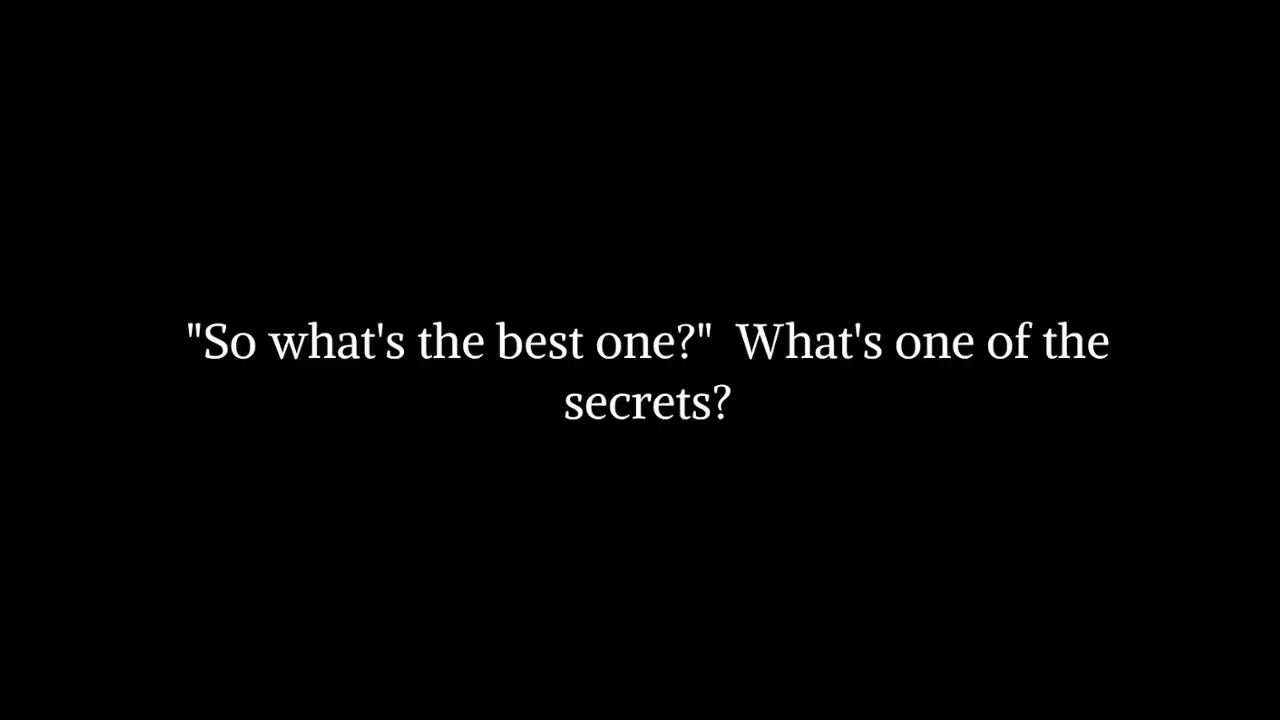 "So what's the best one?"  What's one of the
secrets?